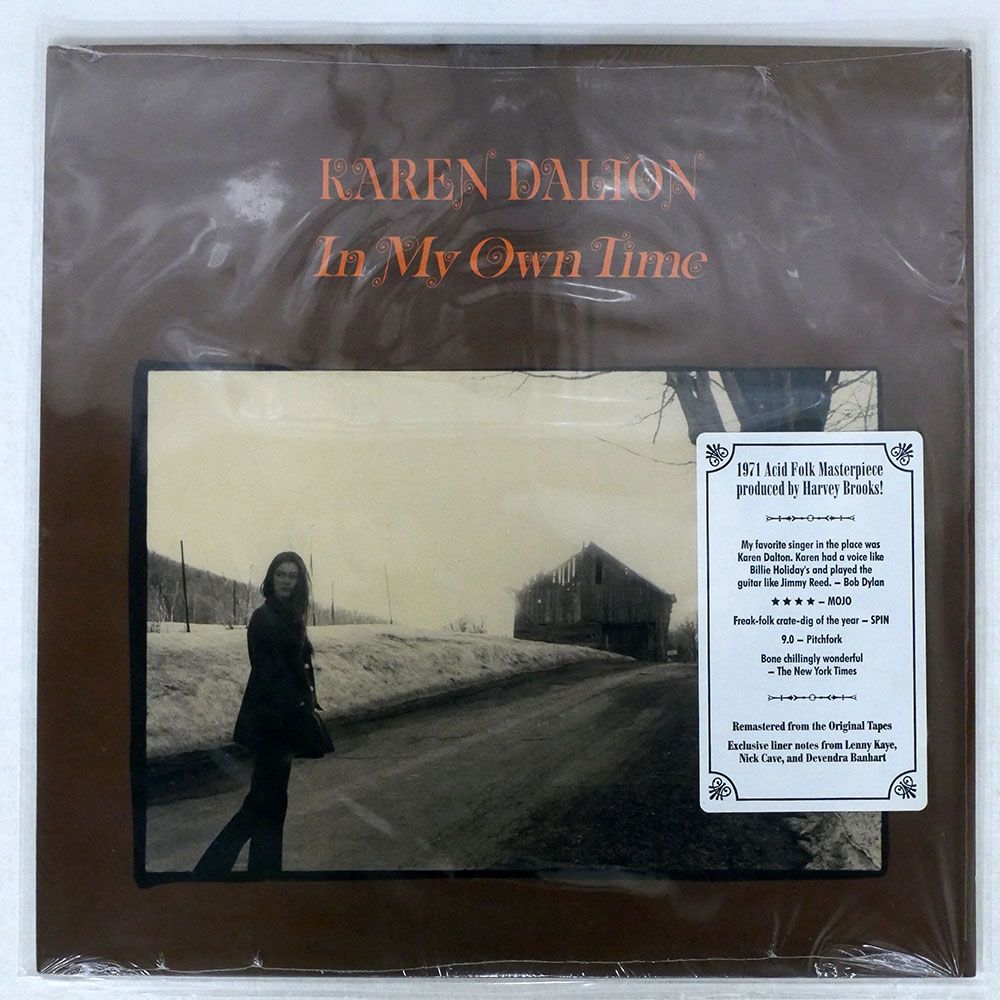 KAREN DALTON
In My Own Time
1971 Acid Folk Masterpiece
produced by Harvey Brooks!
My favorite singer in the place was
Karen Dalton. Karen had a voice like
Billie Holiday's and played the
guitar like Jimmy Reed. – Bob Dylan
★★★★ – MOJO
Freak-folk crate-dig of the year – SPIN
9.0 – Pitchfork
Bone chillingly wonderful
– The New York Times
Remastered from the Original Tapes
Exclusive liner notes from Lenny Kaye,
Nick Cave, and Devendra Banhart